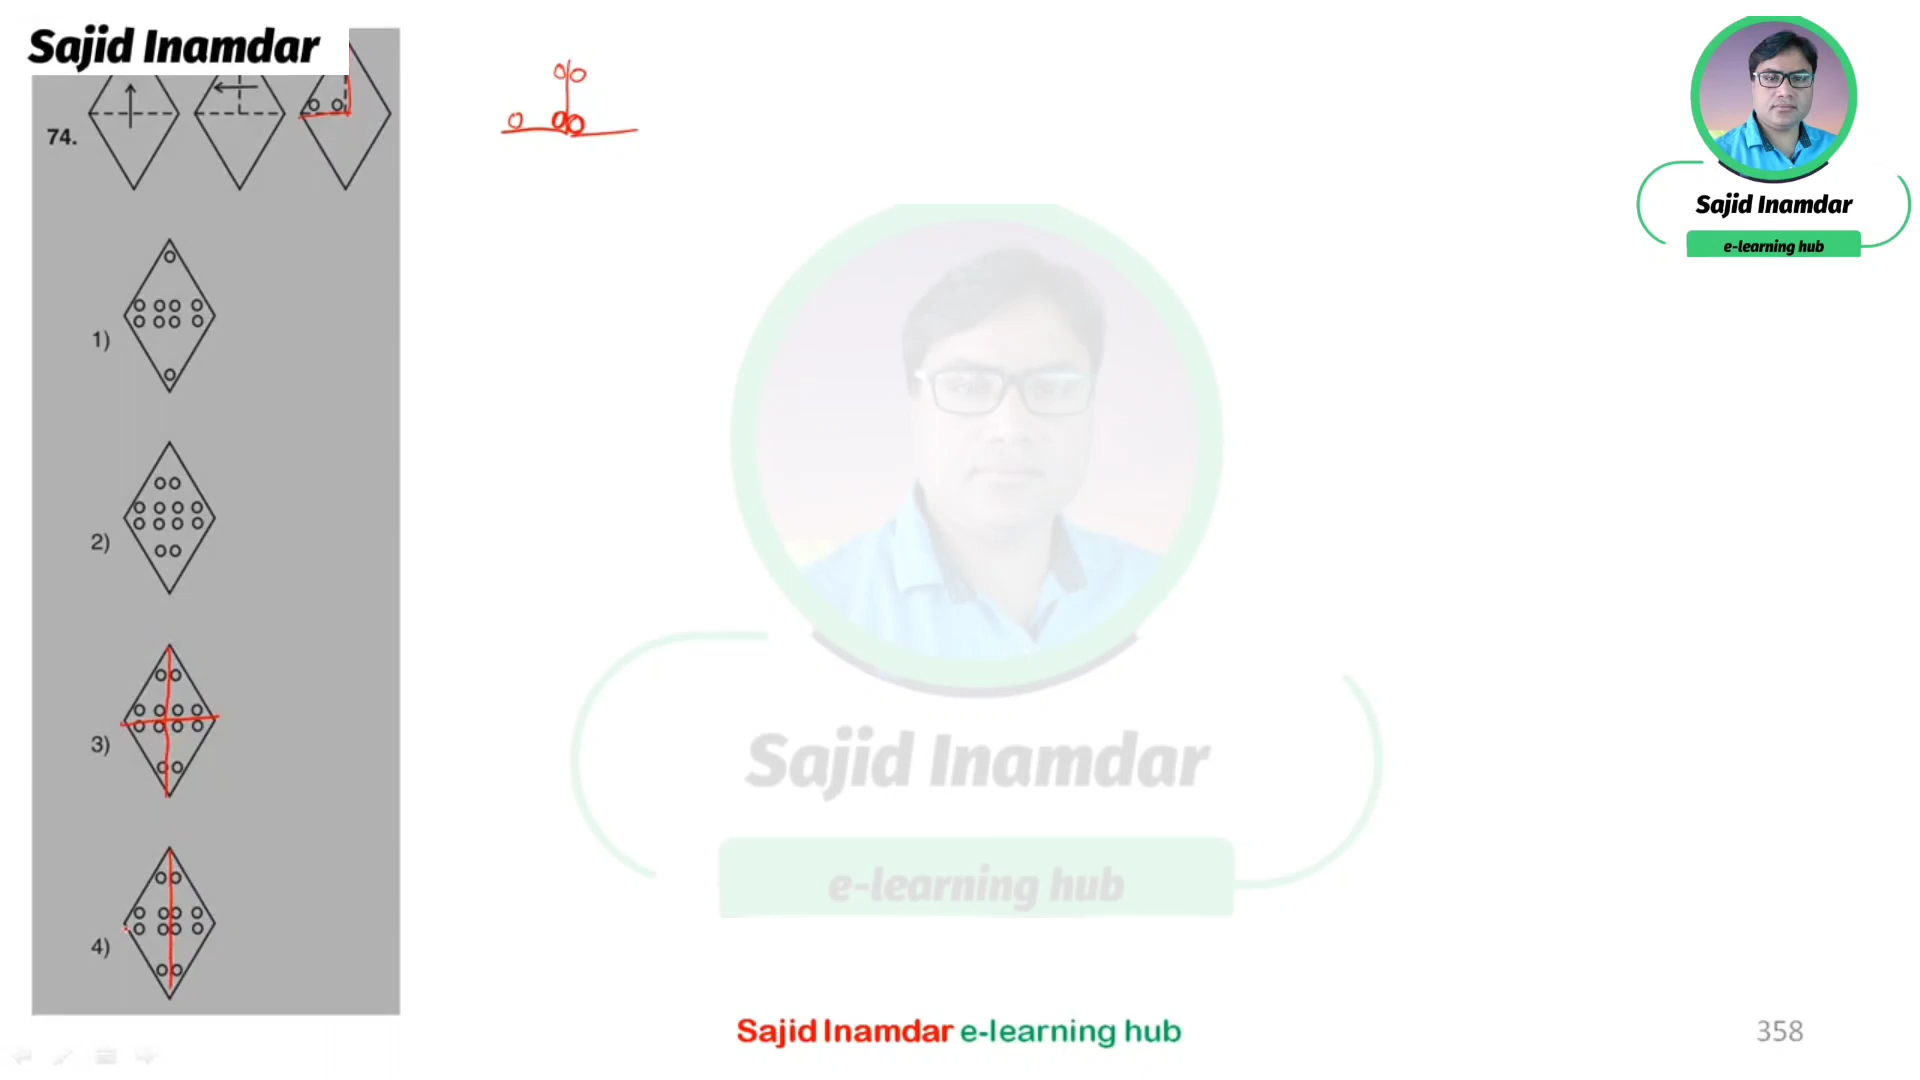 Sajid Inamdar
74.
1)
2)
3)
4)
Sajid Inamdar
e-learning hub
Sajid Inamdar
e-learning hub
Sajid Inamdar e-learning hub
358